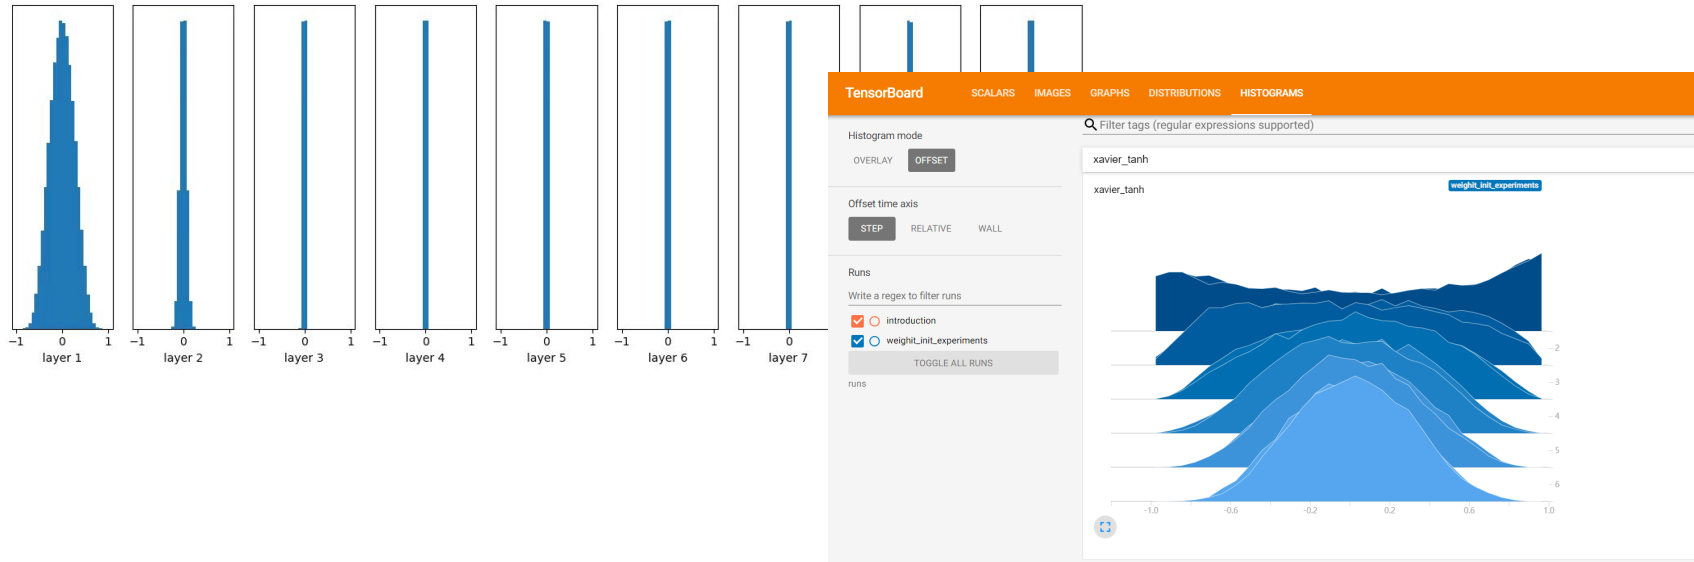 −1 0 1 −1 0 1 −1 0 1 −1 0 1 −1 0 1 −1 0 1 −1 0
layer 1 layer 2 layer 3 layer 4 layer 5 layer 6 layer 7
TensorBoard SCALARS IMAGES GRAPHS DISTRIBUTIONS HISTOGRAMS
Histogram mode
OVERLAY OFFSET
Offset time axis
STEP RELATIVE WALL
Runs
Write a regex to filter runs
introduction
weighit_init_experiments
TOGGLE ALL RUNS
runs
Filter tags (regular expressions supported)
xavier_tanh
xavier_tanh
weighit_init_experiments
2
3
4
5
6
-1.0 -0.6 -0.2 0.2 0.6 1.0